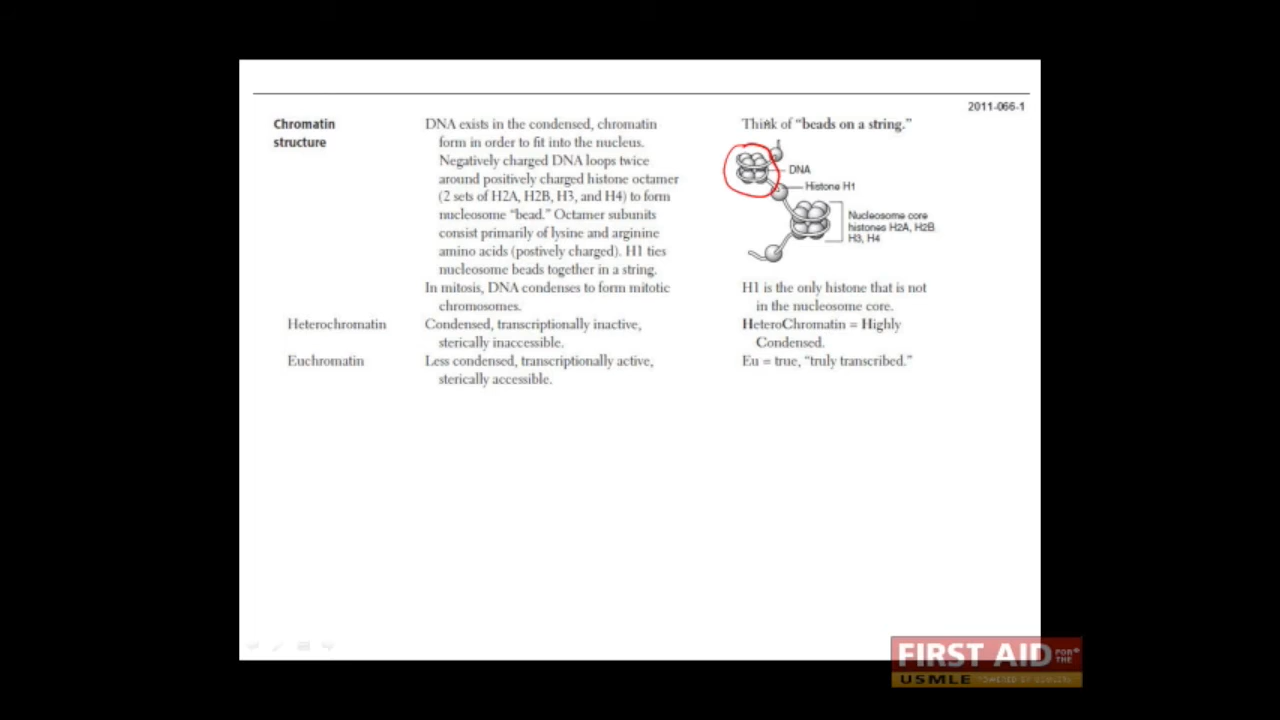 2011-066-1
Chromatin
structure
DNA exists in the condensed, chromatin
form in order to fit into the nucleus.
Negatively charged DNA loops twice
around positively charged histone octamer
(2 sets of H2A, H2B, H3, and H4) to form
nucleosome “bead.” Octamer subunits
consist primarily of lysine and arginine
amino acids (postively charged). H1 ties
nucleosome beads together in a string.
In mitosis, DNA condenses to form mitotic
chromosomes.
Think of “beads on a string.”
DNA
Histone H1
Nucleosome core
histones H2A, H2B,
H3, H4
H1 is the only histone that is not
in the nucleosome core.
Heterochromatin
Condensed, transcriptionally inactive,
sterically inaccessible.
HeteroChromatin = Highly
Condensed.
Euchromatin
Less condensed, transcriptionally active,
sterically accessible.
Eu = true, “truly transcribed.”
FIRST AID FOR THE
USMLE